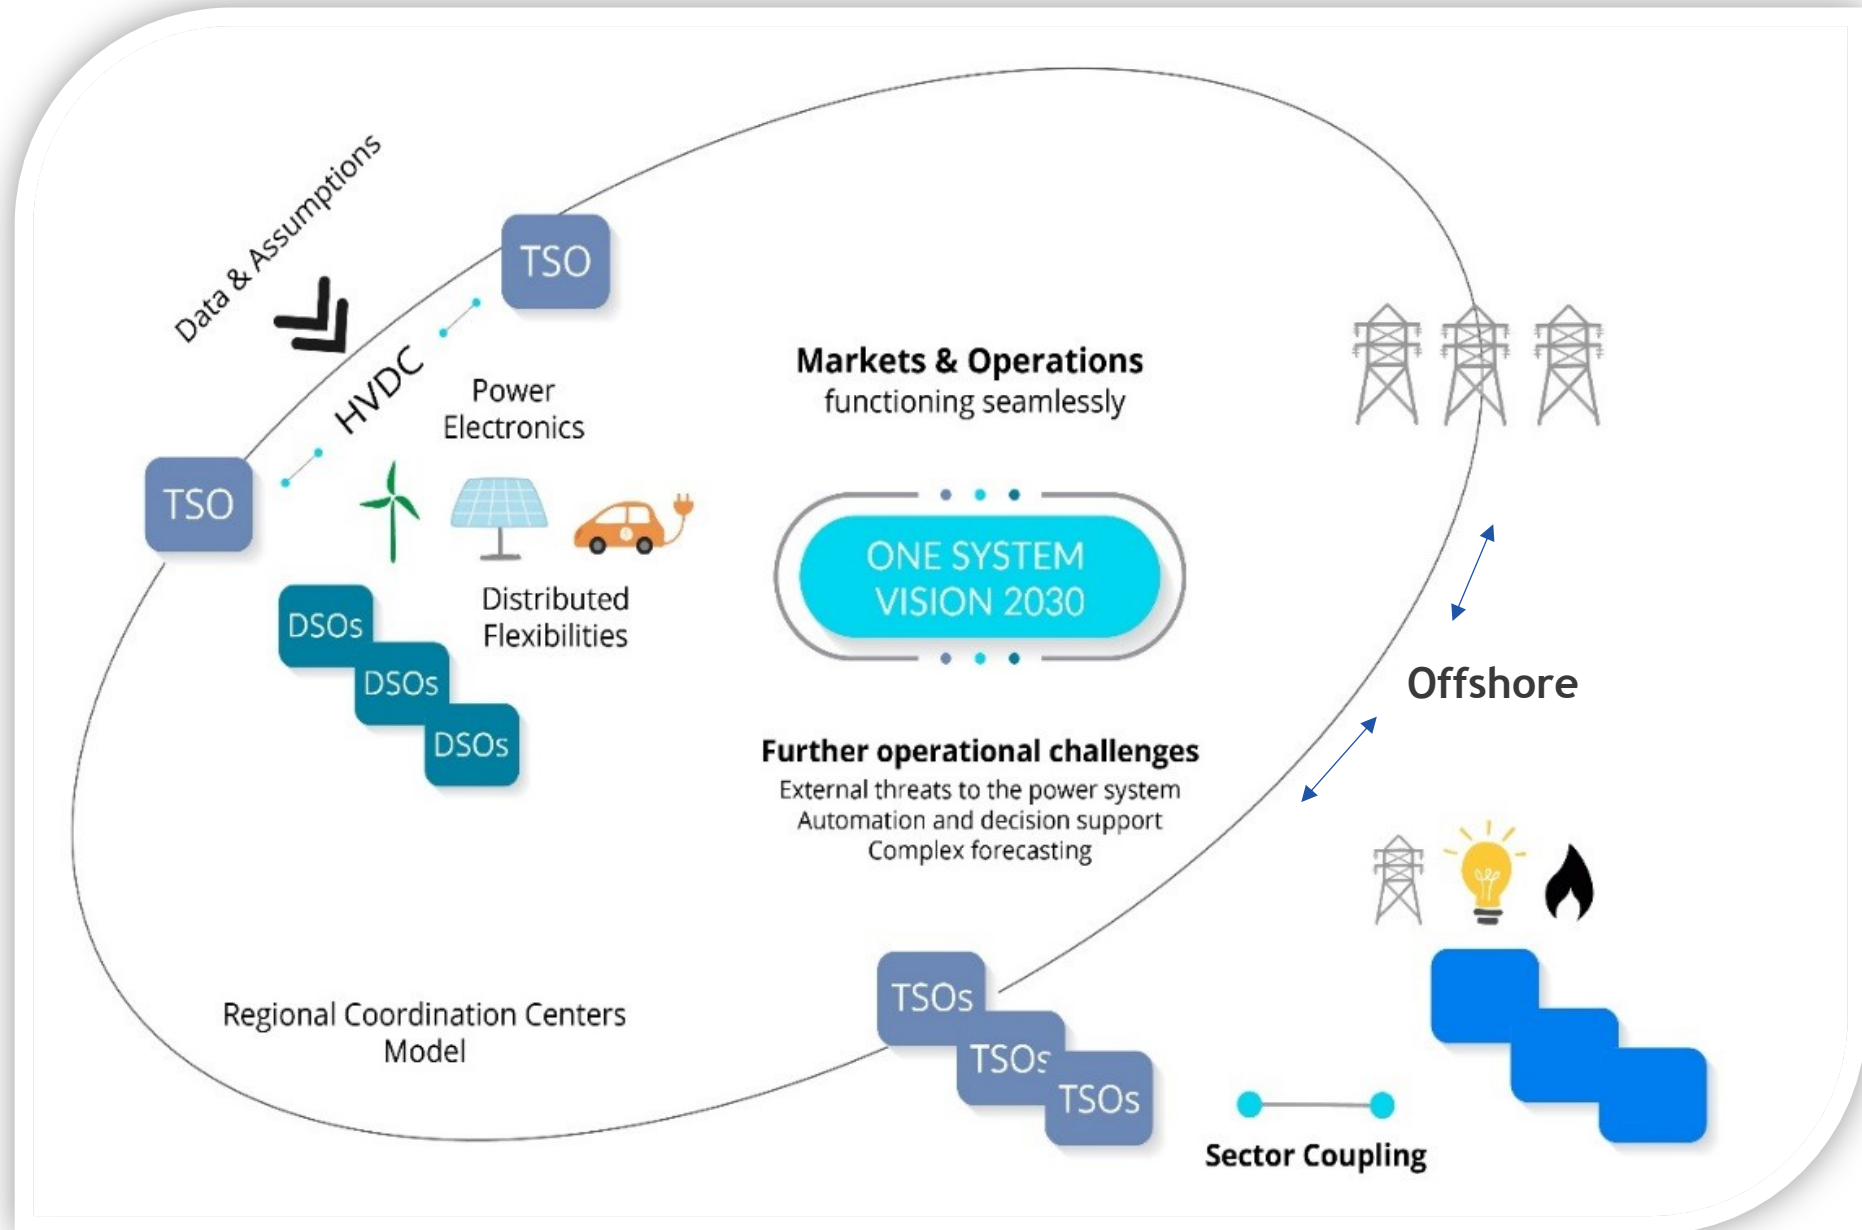 Data & Assumptions
TSO
HVDC
TSO
Power
Electronics
Distributed
Flexibilities
DSOs
DSOs
DSOs
Markets & Operations
functioning seamlessly
ONE SYSTEM
VISION 2030
Further operational challenges
External threats to the power system
Automation and decision support
Complex forecasting
Offshore
Regional Coordination Centers
Model
TSOs
TSOs
TSOs
Sector Coupling